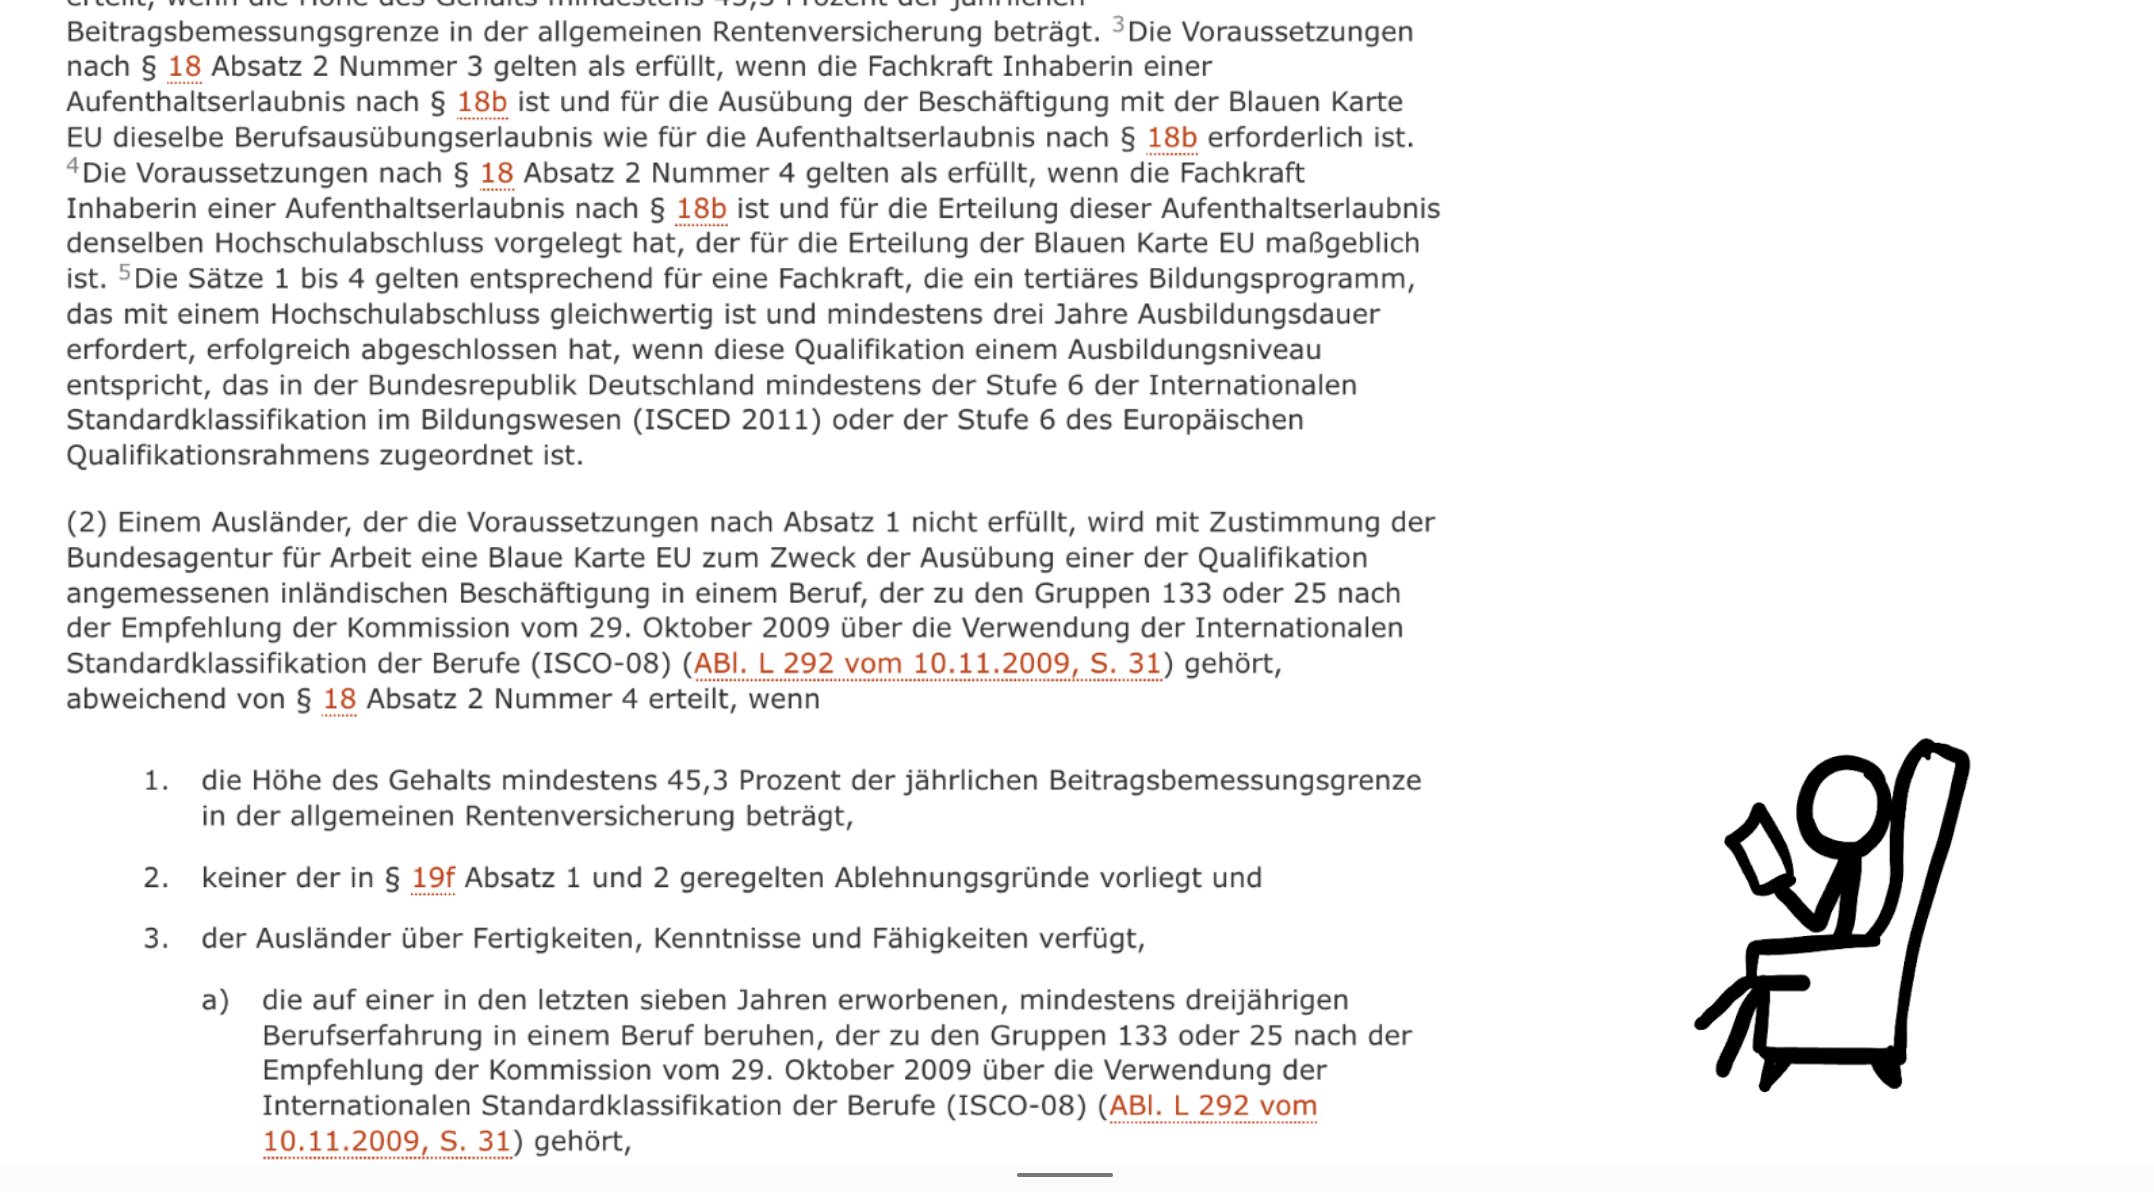 erteilt, wenn die Höhe des Gehalts mindestens 45,3 Prozent der jährlichen
Beitragsbemessungsgrenze in der allgemeinen Rentenversicherung beträgt. ³Die Voraussetzungen
nach § 18 Absatz 2 Nummer 3 gelten als erfüllt, wenn die Fachkraft Inhaberin einer
Aufenthaltserlaubnis nach § 18b ist und für die Ausübung der Beschäftigung mit der Blauen Karte
EU dieselbe Berufsausübungserlaubnis wie für die Aufenthaltserlaubnis nach § 18b erforderlich ist.
⁴Die Voraussetzungen nach § 18 Absatz 2 Nummer 4 gelten als erfüllt, wenn die Fachkraft
Inhaberin einer Aufenthaltserlaubnis nach § 18b ist und für die Erteilung dieser Aufenthaltserlaubnis
denselben Hochschulabschluss vorgelegt hat, der für die Erteilung der Blauen Karte EU maßgeblich
ist. ⁵Die Sätze 1 bis 4 gelten entsprechend für eine Fachkraft, die ein tertiäres Bildungsprogramm,
das mit einem Hochschulabschluss gleichwertig ist und mindestens drei Jahre Ausbildungsdauer
erfordert, erfolgreich abgeschlossen hat, wenn diese Qualifikation einem Ausbildungsniveau
entspricht, das in der Bundesrepublik Deutschland mindestens der Stufe 6 der Internationalen
Standardklassifikation im Bildungswesen (ISCED 2011) oder der Stufe 6 des Europäischen
Qualifikationsrahmens zugeordnet ist.
(2) Einem Ausländer, der die Voraussetzungen nach Absatz 1 nicht erfüllt, wird mit Zustimmung der
Bundesagentur für Arbeit eine Blaue Karte EU zum Zweck der Ausübung einer der Qualifikation
angemessenen inländischen Beschäftigung in einem Beruf, der zu den Gruppen 133 oder 25 nach
der Empfehlung der Kommission vom 29. Oktober 2009 über die Verwendung der Internationalen
Standardklassifikation der Berufe (ISCO-08) (ABl. L 292 vom 10.11.2009, S. 31) gehört,
abweichend von § 18 Absatz 2 Nummer 4 erteilt, wenn
1. die Höhe des Gehalts mindestens 45,3 Prozent der jährlichen Beitragsbemessungsgrenze
in der allgemeinen Rentenversicherung beträgt,
2. keiner der in § 19f Absatz 1 und 2 geregelten Ablehnungsgründe vorliegt und
3. der Ausländer über Fertigkeiten, Kenntnisse und Fähigkeiten verfügt,
a) die auf einer in den letzten sieben Jahren erworbenen, mindestens dreijährigen
Berufserfahrung in einem Beruf beruhen, der zu den Gruppen 133 oder 25 nach der
Empfehlung der Kommission vom 29. Oktober 2009 über die Verwendung der
Internationalen Standardklassifikation der Berufe (ISCO-08) (ABl. L 292 vom
10.11.2009, S. 31) gehört,